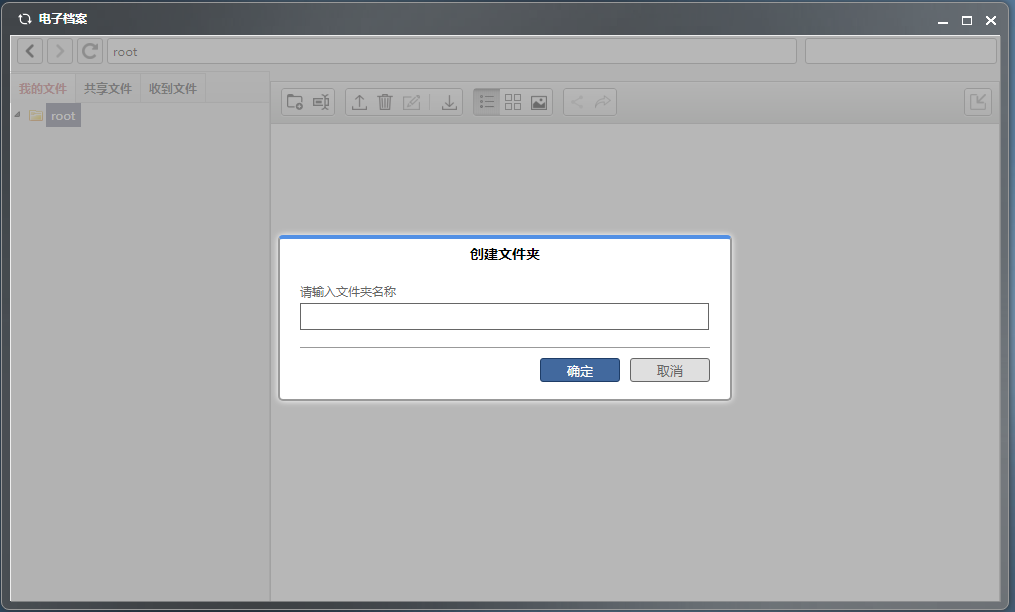 电子档案
root
我的文件 共享文件 收到文件
root
创建文件夹
请输入文件夹名称
确定 取消